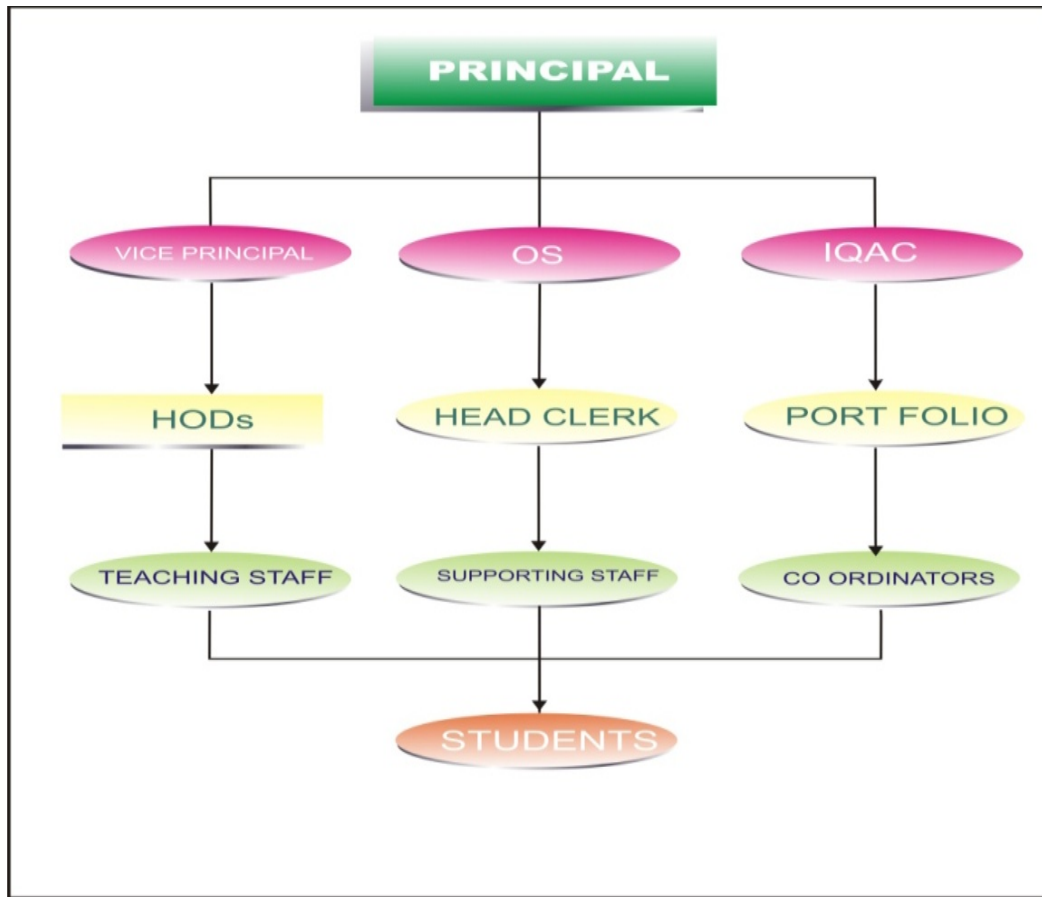 PRINCIPAL
VICE PRINCIPAL
OS
IQAC
HODs
HEAD CLERK
PORT FOLIO
TEACHING STAFF
SUPPORTING STAFF
CO ORDINATORS
STUDENTS